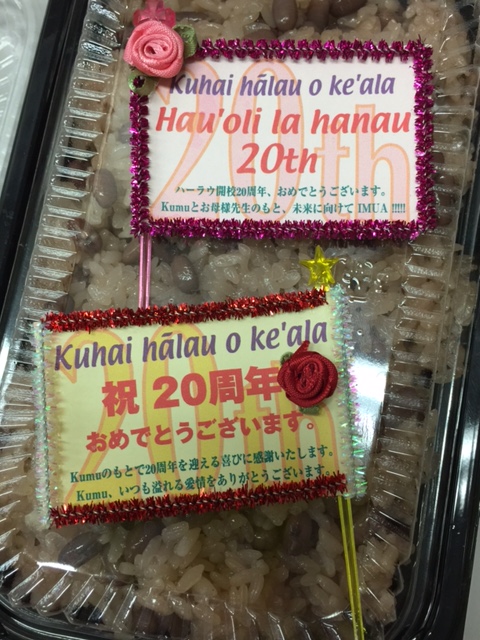 20th
Kuhai hālau o ke'ala
Hau'oli la hanau
20th
ハーラウ開校20周年、おめでとうございます。
Kumuとお母様先生のもと、未来に向けて IMUA !!!!!
20th
Kuhai hālau o ke'ala
祝 20周年
おめでとうございます。
Kumuのもとで20周年を迎える喜びに感謝いたします。
Kumu、いつも溢れる愛情をありがとうございます。